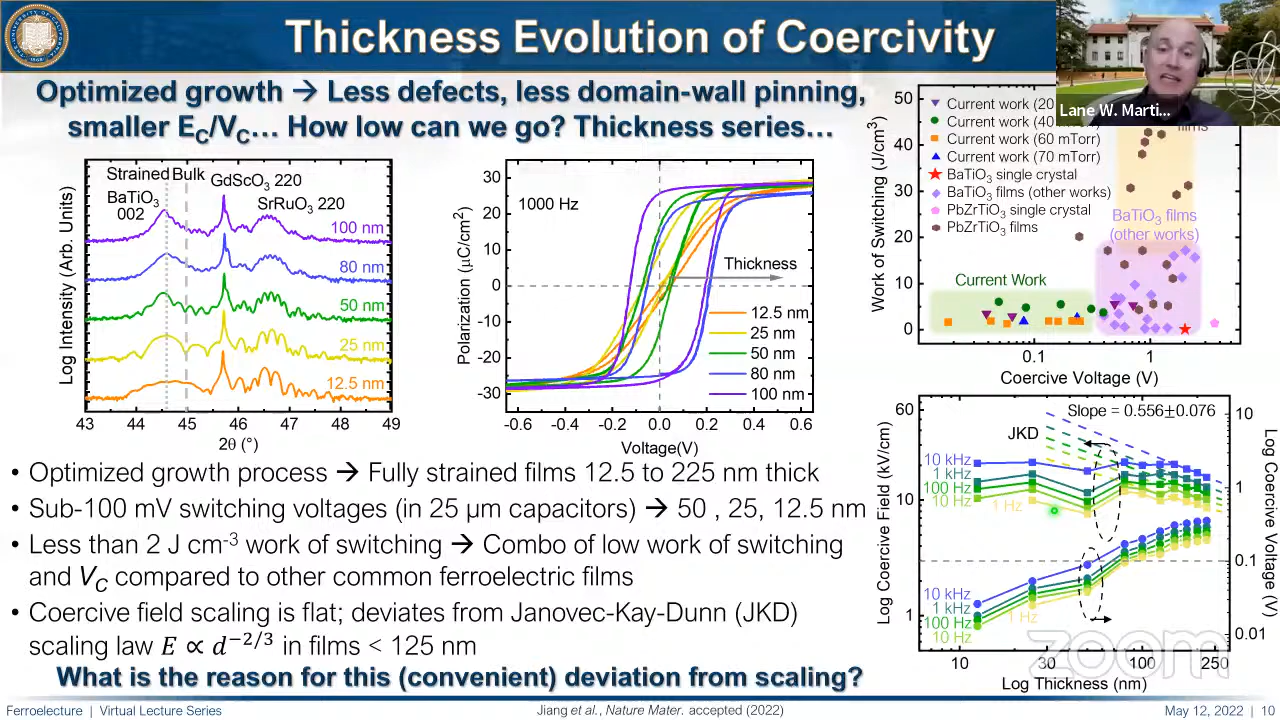 Thickness Evolution of Coercivity
Optimized growth → Less defects, less domain-wall pinning,
smaller E_C/V_C... How low can we go? Thickness series...
Lane W. Marti...
Log Intensity (Arb. Units)
Strained Bulk
BaTiO3
002
GdScO3 220
SrRuO3 220
100 nm
80 nm
50 nm
25 nm
12.5 nm
43 44 45 46 47 48 49
2θ (°)
Polarization (μC/cm²)
30
20
10
0
-10
-20
-30
1000 Hz
Thickness
12.5 nm
25 nm
50 nm
80 nm
100 nm
-0.6 -0.4 -0.2 0.0 0.2 0.4 0.6
Voltage(V)
Work of Switching (J/cm³)
50
40
30
20
10
0
Current work (20
Current work (40
Current work (60 mTorr)
Current work (70 mTorr)
BaTiO3 single crystal
BaTiO3 films (other works)
PbZrTiO3 single crystal
PbZrTiO3 films
films
BaTiO3 films
(other works)
Current Work
0.1 1
Coercive Voltage (V)
Log Coercive Field (kV/cm)
60
10
1
Slope = 0.556±0.076
JKD
10 kHz
1 kHz
100 Hz
10 Hz
1 Hz
10 kHz
1 kHz
100 Hz
10 Hz
1 Hz
10
1
0.1
0.01
Log Coercive Voltage (V)
10 30 100 250
Log Thickness (nm)
zoom
• Optimized growth process → Fully strained films 12.5 to 225 nm thick
• Sub-100 mV switching voltages (in 25 μm capacitors) → 50 , 25, 12.5 nm
• Less than 2 J cm⁻³ work of switching → Combo of low work of switching
and V_C compared to other common ferroelectric films
• Coercive field scaling is flat; deviates from Janovec-Kay-Dunn (JKD)
scaling law E ∝ d^−2/3 in films < 125 nm
What is the reason for this (convenient) deviation from scaling?
Ferroelecture | Virtual Lecture Series
Jiang et al., Nature Mater. accepted (2022)
May 12, 2022 | 10